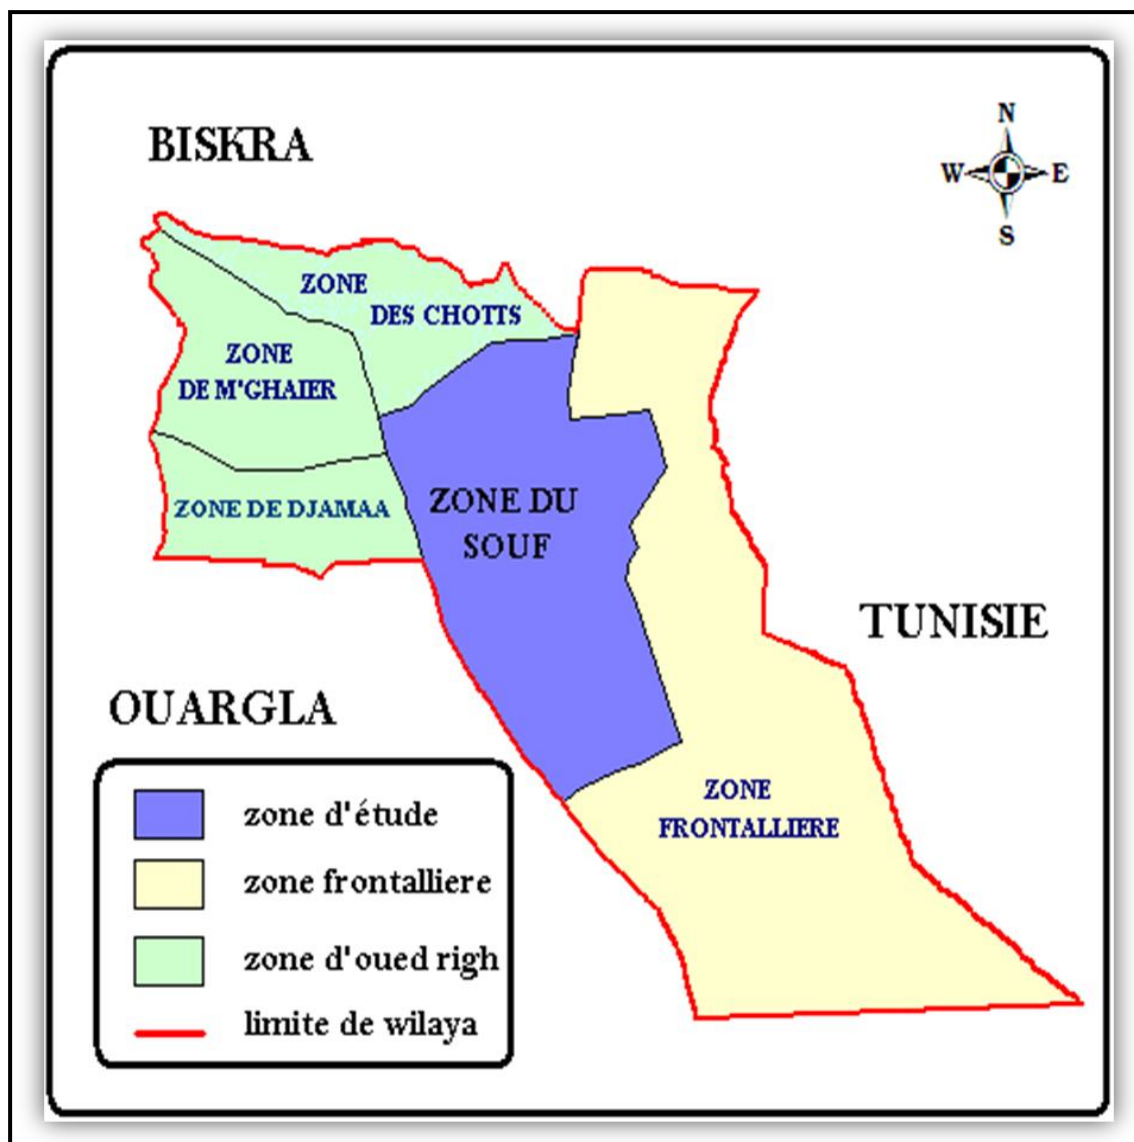 BISKRA
N
W E
S
ZONE
DES CHOTTS
ZONE
DE M'GHAIER
ZONE DE DJAMAA
ZONE DU
SOUF
TUNISIE
OUARGLA
ZONE
FRONTALLIERE
zone d'étude
zone frontalliere
zone d'oued righ
limite de wilaya